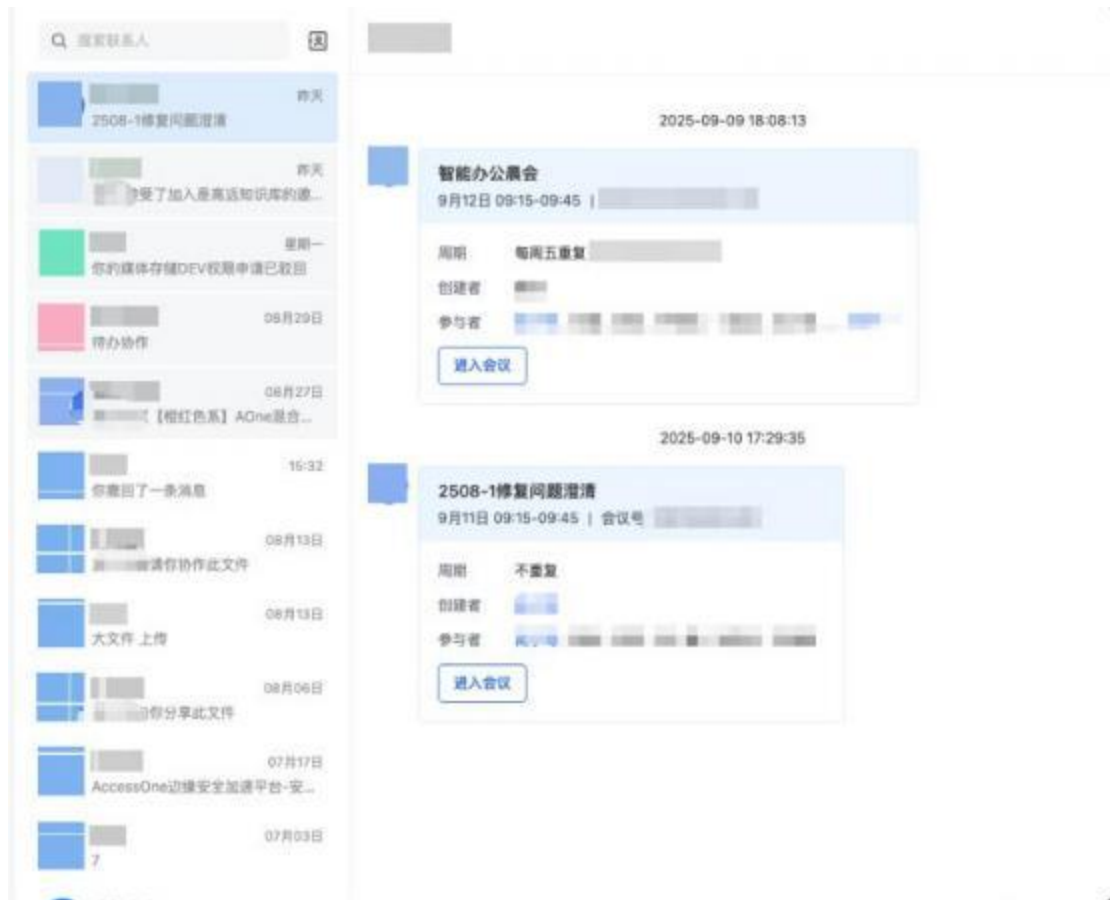 搜索联系人
昨天
2508-1修复问题澄清
昨天
受了加入是高远知识库的邀...
星期一
你的媒体存储DEV权限申请已驳回
08月29日
待办协作
08月27日
【橙红色系】AOne混合...
15:32
你撤回了一条消息
08月13日
请你协作此文件
08月13日
大文件 上传
08月06日
你分享此文件
07月17日
AccessOne边缘安全加速平台-安...
07月03日
7
2025-09-09 18:08:13
智能办公晨会
9月12日 09:15-09:45 |
周期 每周五重复
创建者
参与者
进入会议
2025-09-10 17:29:35
2508-1修复问题澄清
9月11日 09:15-09:45 | 会议号
周期 不重复
创建者
参与者
进入会议